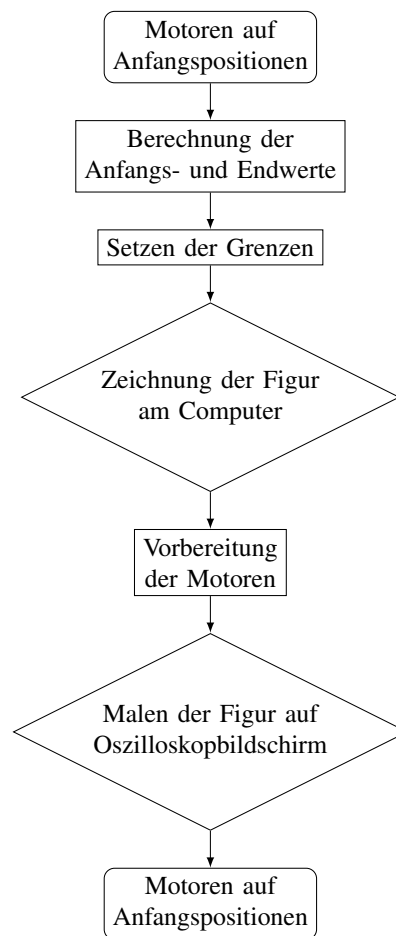 Motoren auf
Anfangspositionen
Berechnung der
Anfangs- und Endwerte
Setzen der Grenzen
Zeichnung der Figur
am Computer
Vorbereitung
der Motoren
Malen der Figur auf
Oszilloskopbildschirm
Motoren auf
Anfangspositionen